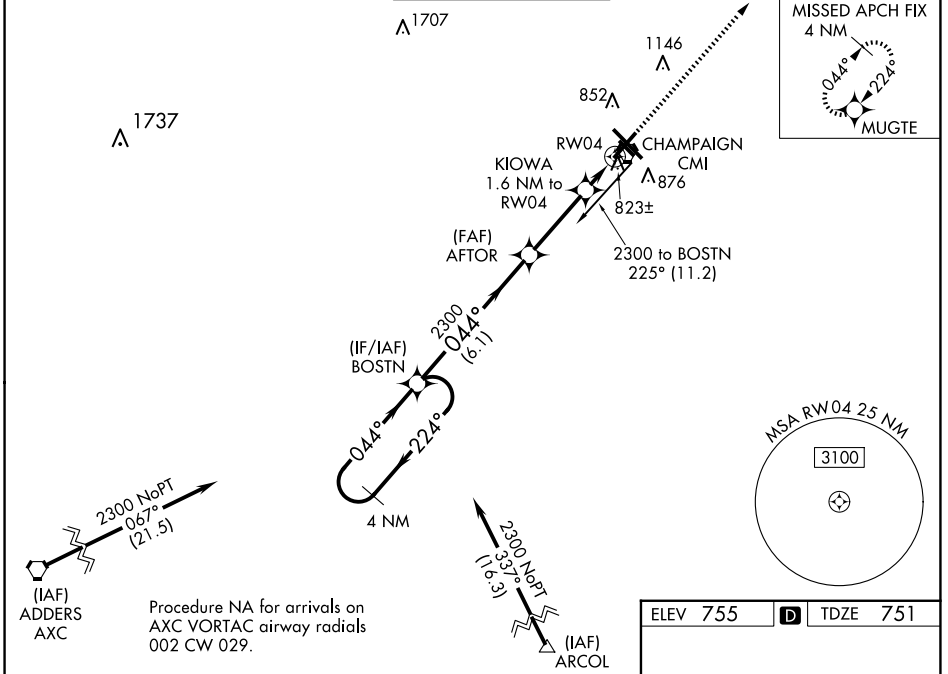 1707
1146
MISSED APCH FIX
4 NM
044°
224°
MUGTE
1737
852
RW04
CHAMPAIGN
CMI
KIOWA
1.6 NM to
RW04
876
823±
(FAF)
AFTOR
2300 to BOSTN
225° (11.2)
2300
044°
(6.1)
(IF/IAF)
BOSTN
044°
224°
4 NM
MSA RW04 25 NM
3100
2300 NoPT
067°
(21.5)
2300 NoPT
337°
(16.3)
(IAF)
ADDERS
AXC
Procedure NA for arrivals on
AXC VORTAC airway radials
002 CW 029.
(IAF)
ARCOL
ELEV 755 D TDZE 751